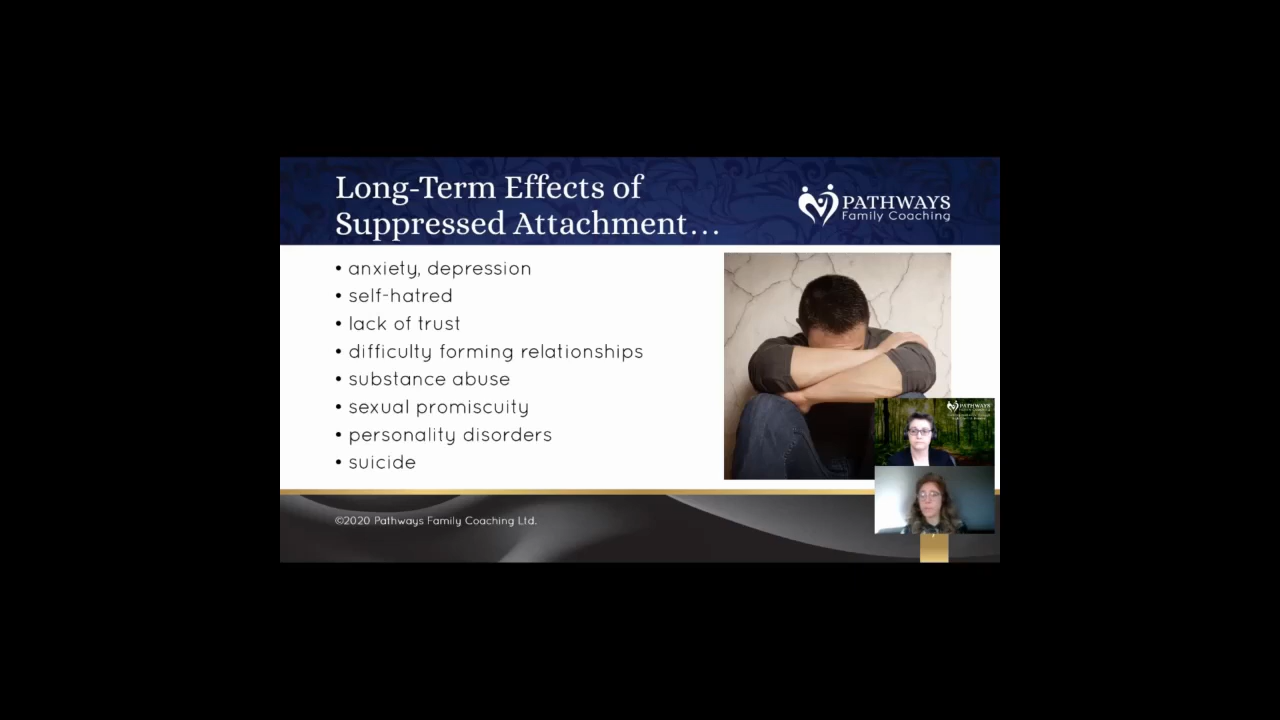 Long-Term Effects of
Suppressed Attachment...
PATHWAYS
Family Coaching
• anxiety, depression
• self-hatred
• lack of trust
• difficulty forming relationships
• substance abuse
• sexual promiscuity
• personality disorders
• suicide
PATHWAYS
©2020 Pathways Family Coaching Ltd.